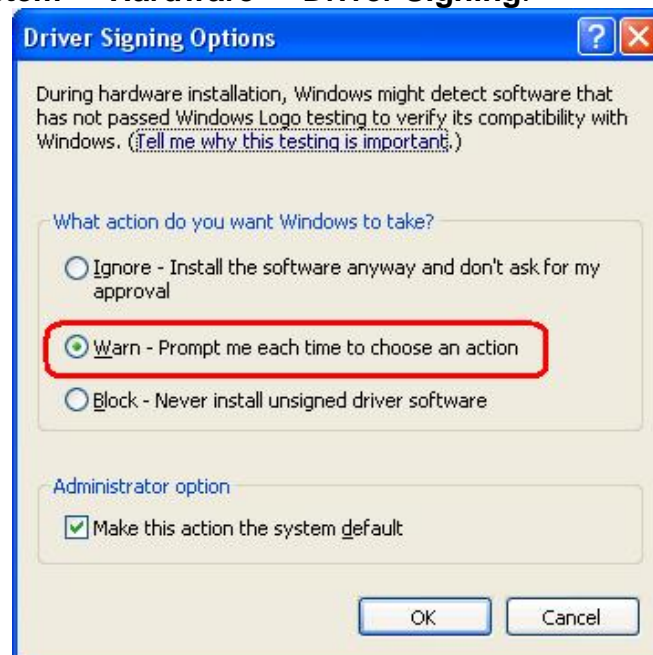 Driver Signing Options
During hardware installation, Windows might detect software that
has not passed Windows Logo testing to verify its compatibility with
Windows. (Tell me why this testing is important.)
What action do you want Windows to take?
Ignore - Install the software anyway and don't ask for my
approval
Warn - Prompt me each time to choose an action
Block - Never install unsigned driver software
Administrator option
Make this action the system default
OK Cancel